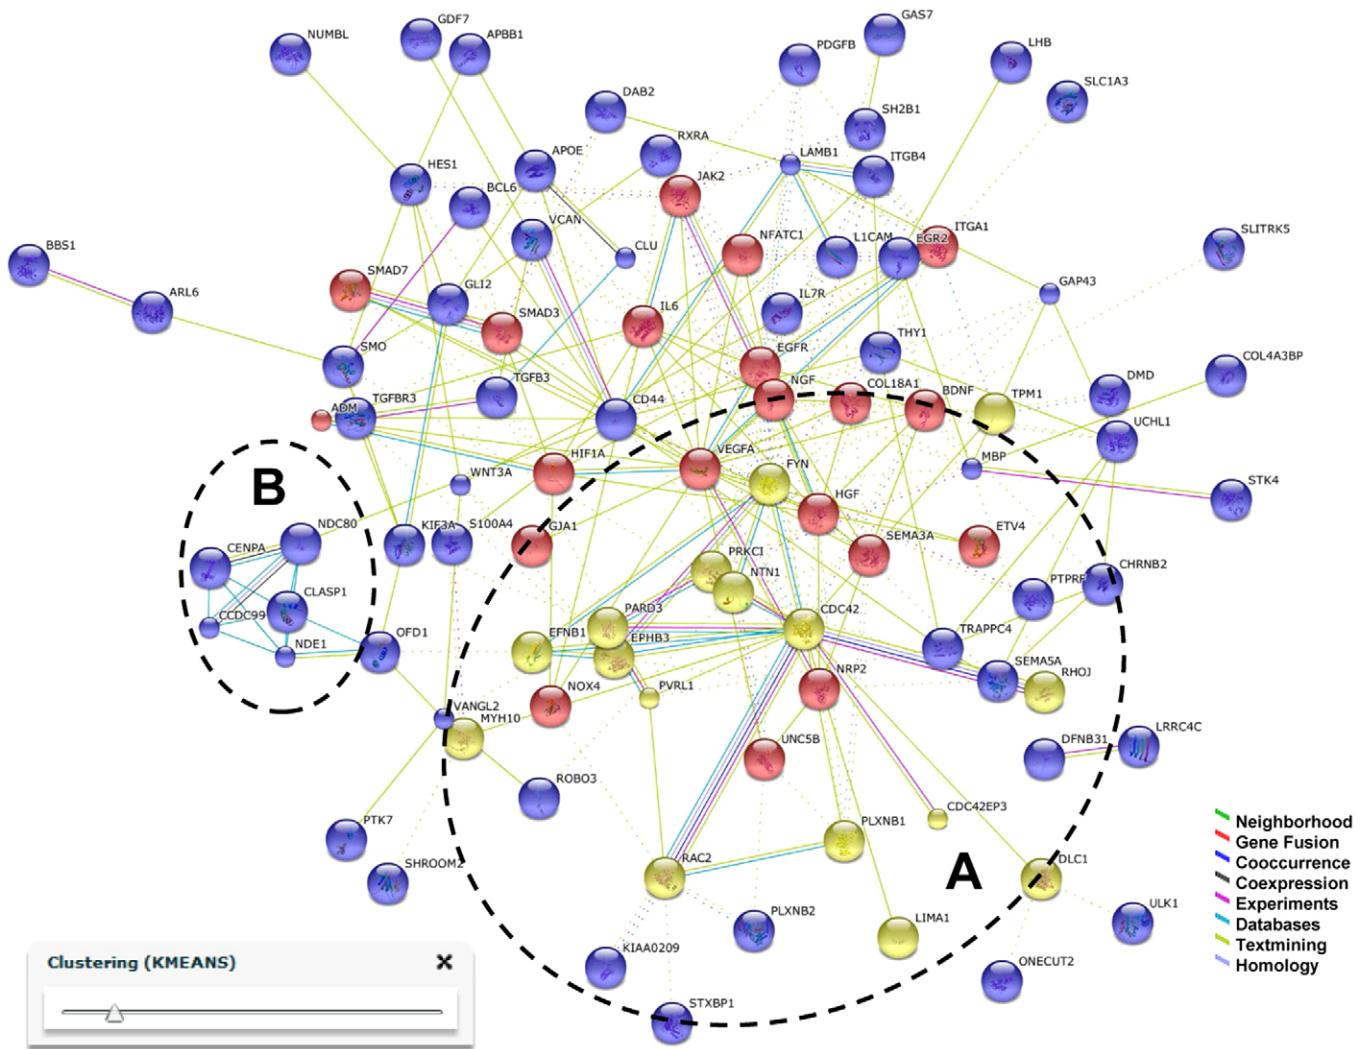 NUMBL
GDF7
APBB1
GAS7
PDGFB
LHB
SLC1A3
DAB2
SH2B1
RXRA
LAMB1
ITGB4
HES1
APOE
JAK2
BCL6
VCAN
NFATC1
L1CAM
EGR2
ITGA1
SLITRK5
BBS1
CLU
ARL6
SMAD7
GLI2
SMAD3
IL6
IL7R
GAP43
THY1
EGFR
SMO
TGFB3
NGF
COL18A1
BDNF
TPM1
DMD
COL4A3BP
ADM
TGFBR3
CD44
UCHL1
HIF1A
VEGFA
FYN
MBP
STK4
B
WNT3A
HGF
NDC80
KIF3A
S100A4
GJA1
SEMA3A
ETV4
CENPA
PRKCI
NTN1
CLASP1
PTPRF
CHRNB2
CCDC99
PARD3
CDC42
NDE1
OFD1
EFNB1
EPHB3
TRAPPC4
SEMA5A
RHOJ
NOX4
PVRL1
NRP2
VANGL2
MYH10
UNC5B
DFNB31
LRRC4C
ROBO3
CDC42EP3
PTK7
PLXNB1
SHROOM2
RAC2
A
DLC1
PLXNB2
LIMA1
ULK1
KIAA0209
ONECUT2
STXBP1
Neighborhood
Gene Fusion
Cooccurrence
Coexpression
Experiments
Databases
Textmining
Homology
Clustering (KMEANS)